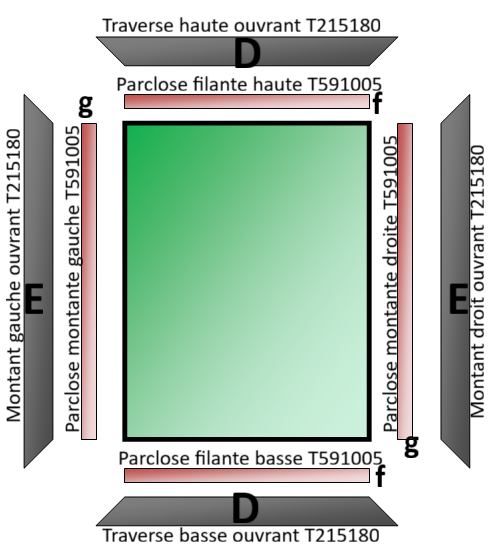 Traverse haute ouvrant T215180
D
Parclose filante haute T591005
f
g
Montant gauche ouvrant T215180
E
Parclose montante gauche T591005
Parclose montante droite T591005
g
E
Montant droit ouvrant T215180
Parclose filante basse T591005
f
D
Traverse basse ouvrant T215180